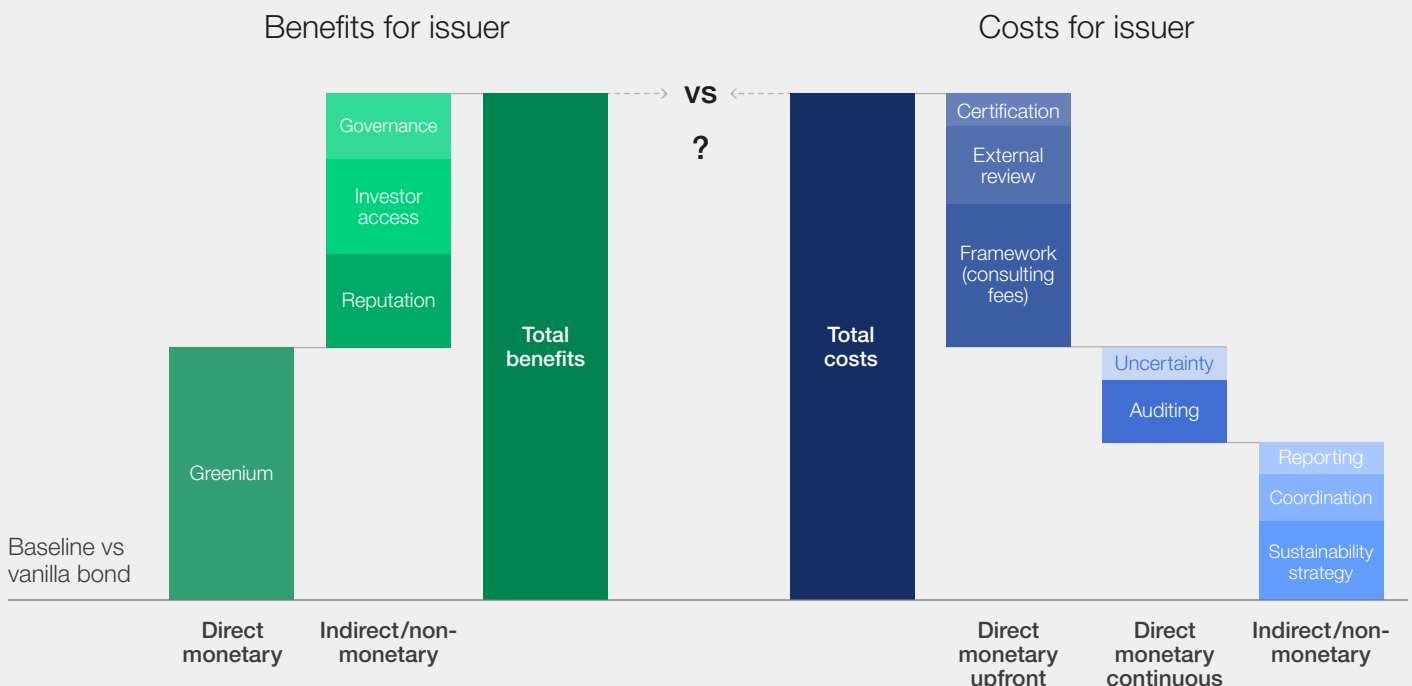 Benefits for issuer
Costs for issuer
Governance
Investor
access
Reputation
Greenium
Total
benefits
vs
?
Total
costs
Certification
External
review
Framework
(consulting
fees)
Uncertainty
Auditing
Reporting
Coordination
Sustainability
strategy
Baseline vs
vanilla bond
Direct
monetary
Indirect/non-
monetary
Direct
monetary
upfront
Direct
monetary
continuous
Indirect/non-
monetary